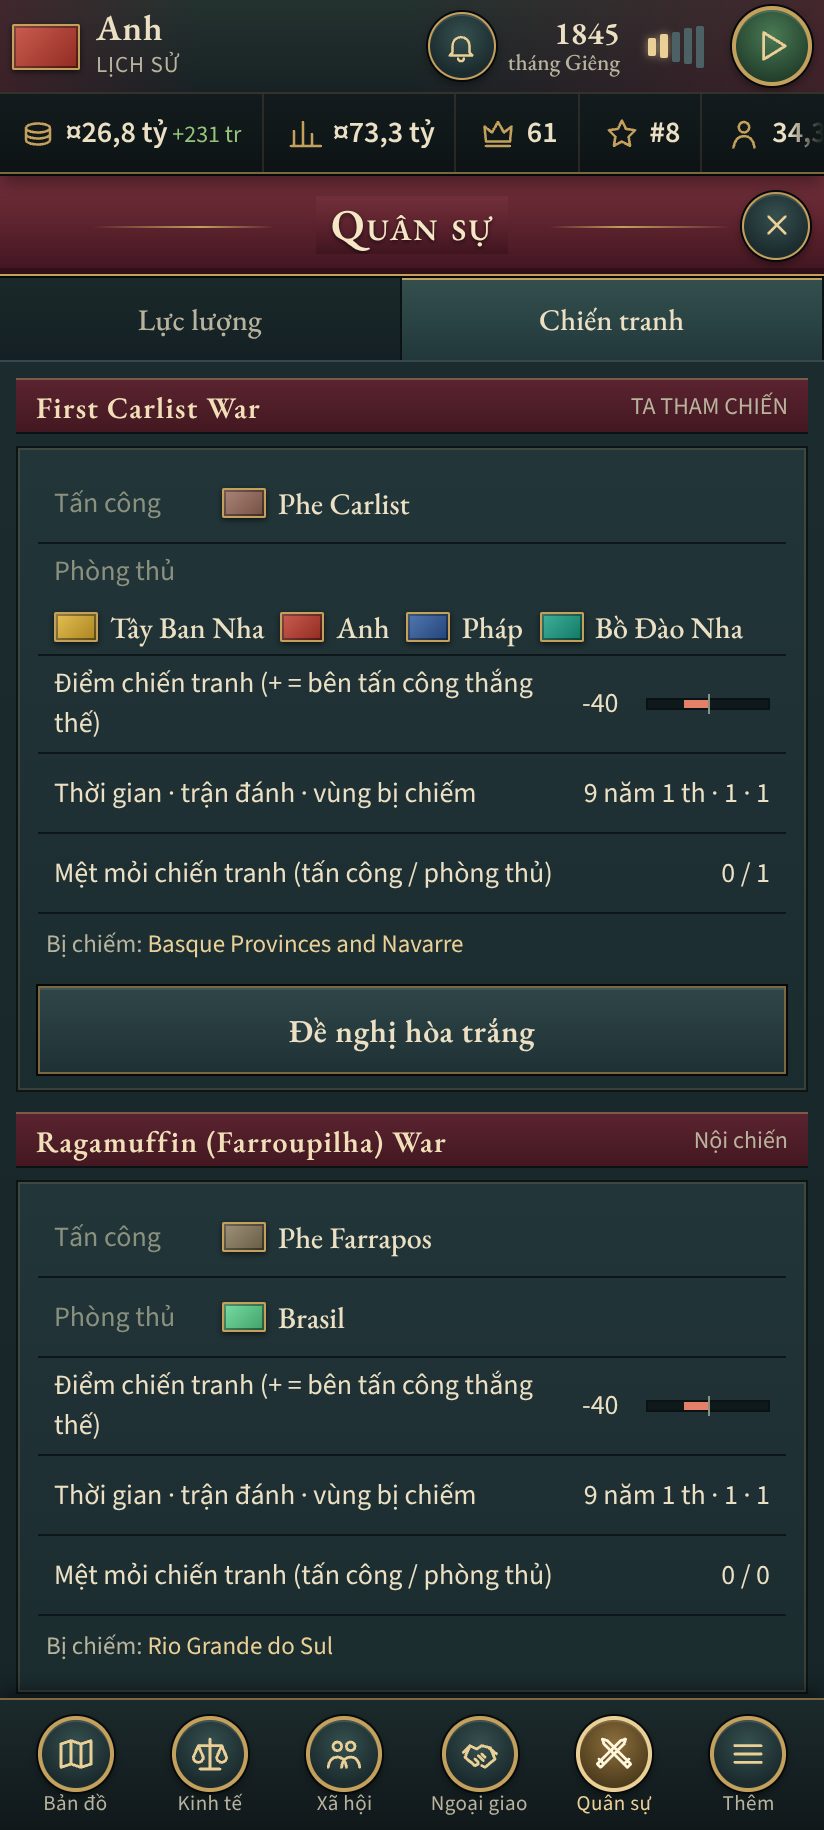 Anh
LỊCH SỬ
1845
tháng Giêng
¤26,8 tỷ +231 tr
¤73,3 tỷ
61
#8
34,3
Quân sự
Lực lượng
Chiến tranh
First Carlist War
TA THAM CHIẾN
Tấn công
Phe Carlist
Phòng thủ
Tây Ban Nha Anh Pháp Bồ Đào Nha
Điểm chiến tranh (+ = bên tấn công thắng
thế)
-40
Thời gian · trận đánh · vùng bị chiếm
9 năm 1 th · 1 · 1
Mệt mỏi chiến tranh (tấn công / phòng thủ)
0 / 1
Bị chiếm: Basque Provinces and Navarre
Đề nghị hòa trắng
Ragamuffin (Farroupilha) War
Nội chiến
Tấn công
Phe Farrapos
Phòng thủ
Brasil
Điểm chiến tranh (+ = bên tấn công thắng
thế)
-40
Thời gian · trận đánh · vùng bị chiếm
9 năm 1 th · 1 · 1
Mệt mỏi chiến tranh (tấn công / phòng thủ)
0 / 0
Bị chiếm: Rio Grande do Sul
Bản đồ
Kinh tế
Xã hội
Ngoại giao
Quân sự
Thêm